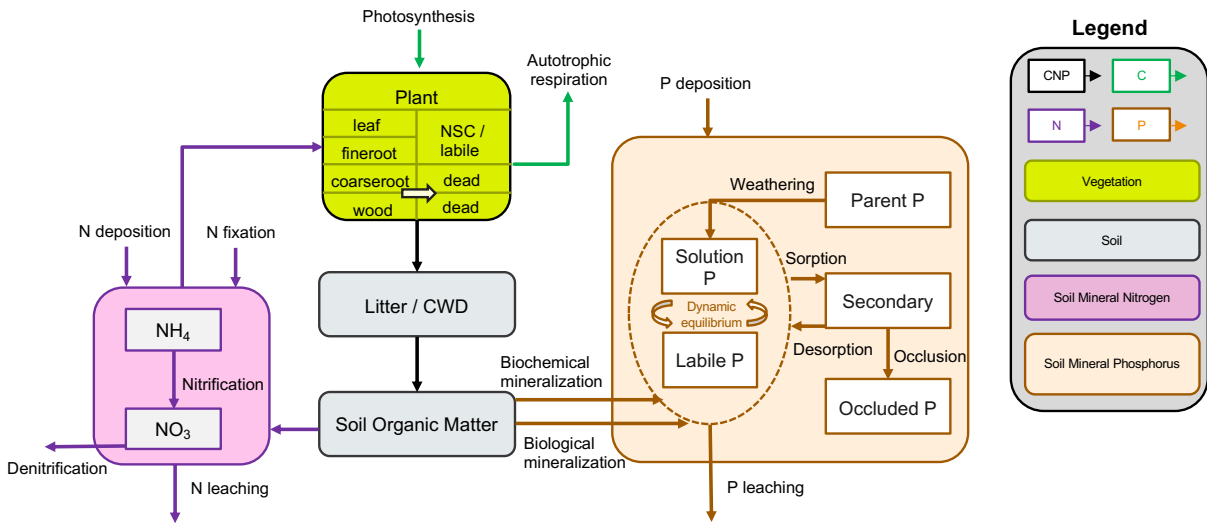 Photosynthesis
Autotrophic
respiration
Plant
leaf
fineroot
NSC /
labile
coarseroot
dead
wood
dead
N deposition
N fixation
NH4
Nitrification
NO3
Denitrification
N leaching
Litter / CWD
Soil Organic Matter
Biochemical
mineralization
Biological
mineralization
P deposition
Weathering
Parent P
Solution
P
Sorption
Dynamic
equilibrium
Secondary
Labile P
Desorption
Occlusion
Occluded P
P leaching
Legend
CNP
C
N
P
Vegetation
Soil
Soil Mineral Nitrogen
Soil Mineral Phosphorus